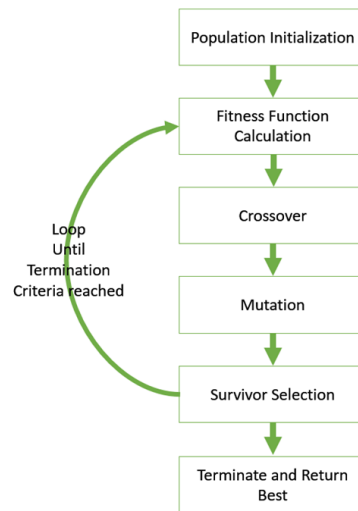 Population Initialization
Fitness Function
Calculation
Crossover
Loop
Until
Termination
Criteria reached
Mutation
Survivor Selection
Terminate and Return
Best